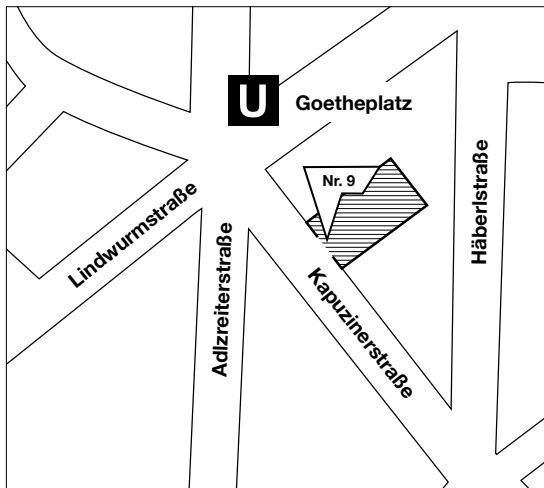 U
Goetheplatz
Nr. 9
Häberlstraße
Lindwurmstraße
Adlzreiterstraße
Kapuzinerstraße